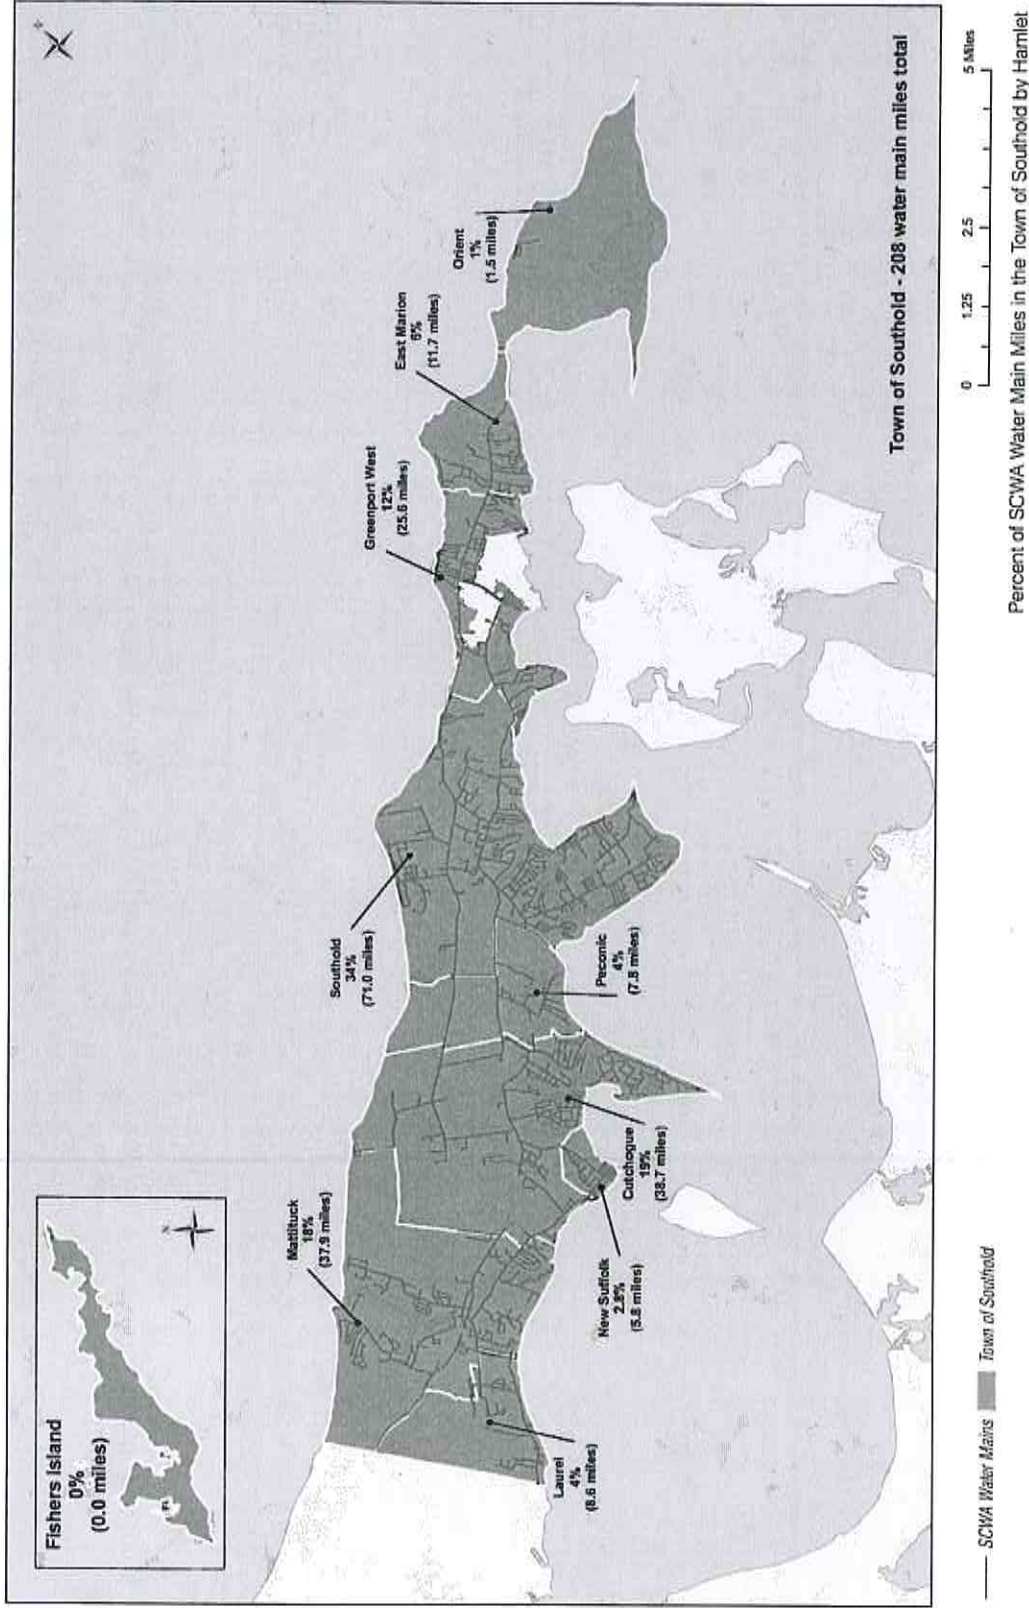 Fishers Island
0%
(0.0 miles)
N
Mattituck
18%
(37.9 miles)
Southold
34%
(71.0 miles)
Greenport West
12%
(25.6 miles)
East Marion
6%
(11.7 miles)
Orient
1%
(1.5 miles)
Laurel
4%
(8.6 miles)
New Suffolk
2.8%
(5.8 miles)
Cutchogue
19%
(38.7 miles)
Peconic
4%
(7.8 miles)
Town of Southold - 208 water main miles total
0 1.25 2.5 5 Miles
SCWA Water Mains Town of Southold
Percent of SCWA Water Main Miles in the Town of Southold by Hamlet